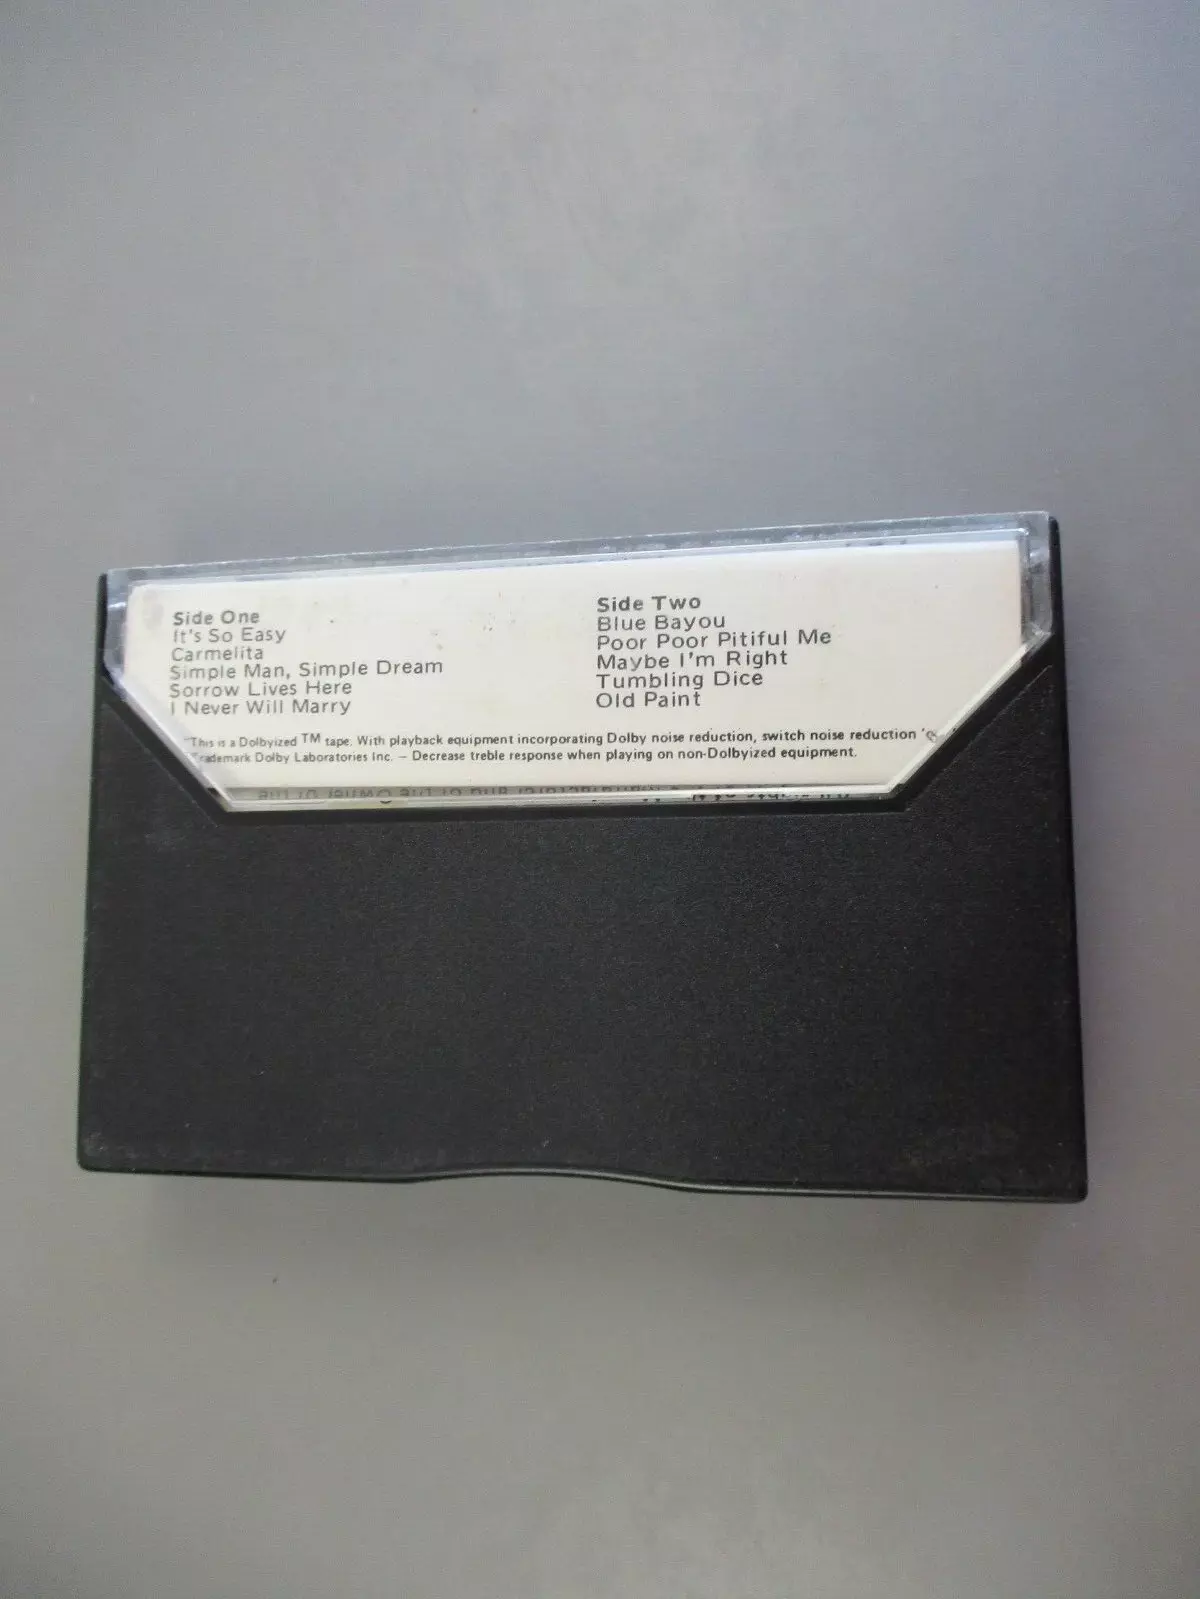 Side One
It's So Easy
Carmelita
Simple Man, Simple Dream
Sorrow Lives Here
I Never Will Marry
Side Two
Blue Bayou
Poor Poor Pitiful Me
Maybe I'm Right
Tumbling Dice
Old Paint
"This is a Dolbyized TM tape. With playback equipment incorporating Dolby noise reduction, switch noise reduction
Trademark Dolby Laboratories Inc. – Decrease treble response when playing on non-Dolbyized equipment.